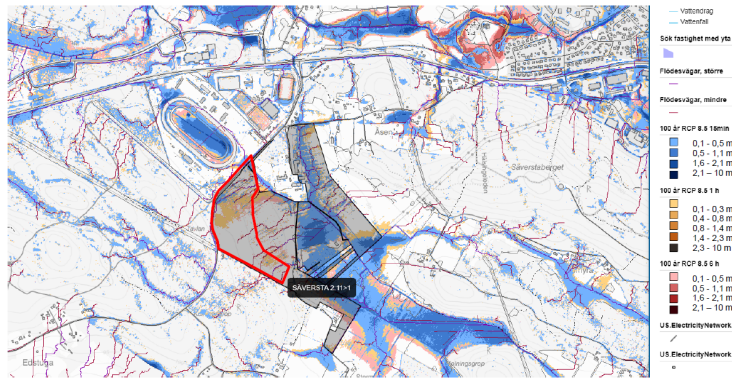 Vattendrag
Vattenfall
Sök fastighet med yta
Flödesvägar, större
Flödesvägar, mindre
100 år RCP 8.5 15min
0,1 - 0,5 m
0,5 - 1,1 m
1,6 - 2,1 m
2,1 – 10 m
100 år RCP 8.5 1 h
0,1 - 0,3 m
0,4 - 0,8 m
0,8 - 1,4 m
1,4 - 2,3 m
2,3 - 10 m
100 år RCP 8.5 6 h
0,1 - 0,5 m
0,5 - 1,1 m
1,6 - 2,1 m
2,1 – 10 m
US.ElectricityNetwork
US.ElectricityNetwork
Säverstaberget
SÄVERSTA 2:11>1
Edstuga